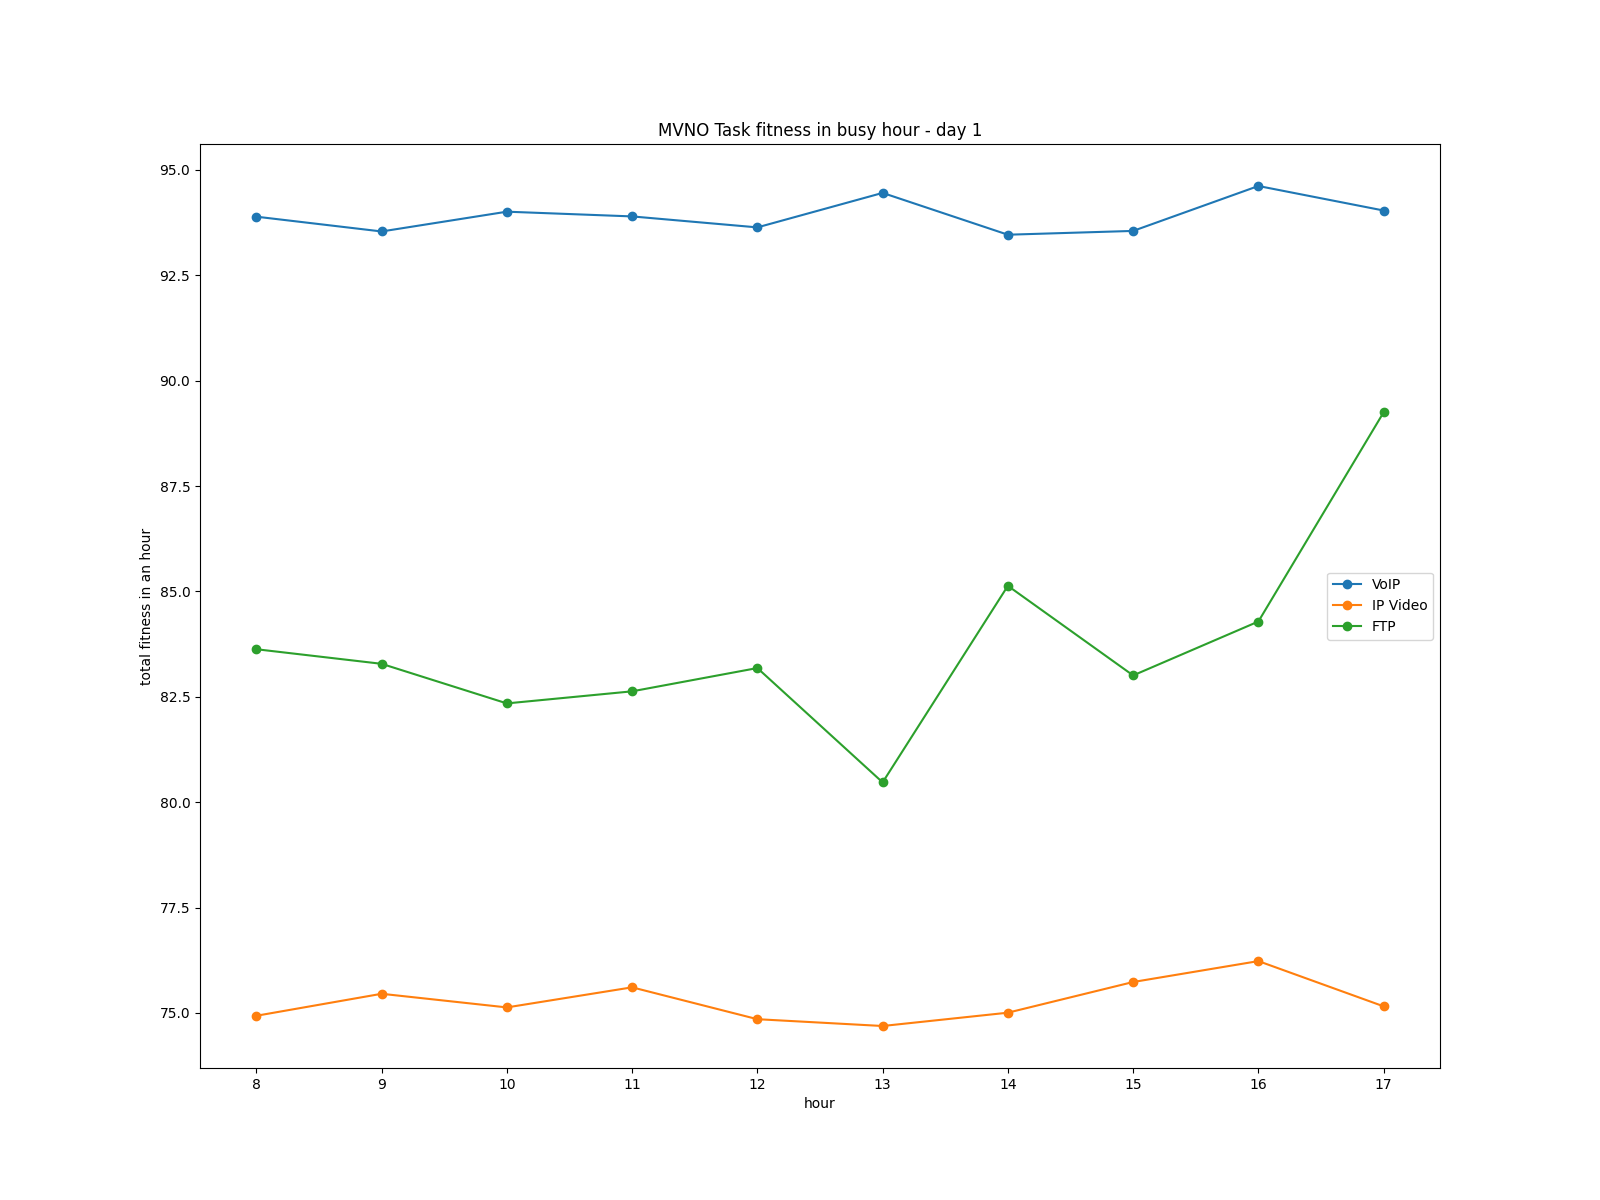 MVNO Task fitness in busy hour - day 1
95.0
92.5
90.0
87.5
85.0
82.5
80.0
77.5
75.0
total fitness in an hour
VoIP
IP Video
FTP
8 9 10 11 12 13 14 15 16 17
hour